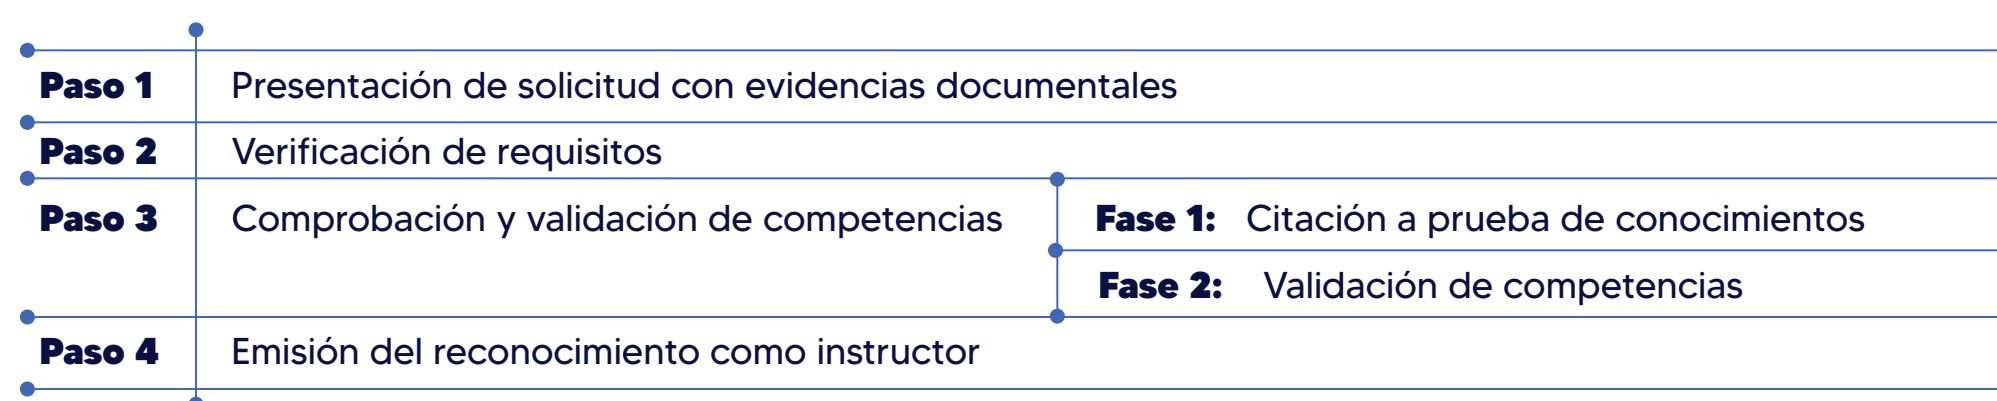 Paso 1 Presentación de solicitud con evidencias documentales
Paso 2 Verificación de requisitos
Paso 3 Comprobación y validación de competencias Fase 1: Citación a prueba de conocimientos
Fase 2: Validación de competencias
Paso 4 Emisión del reconocimiento como instructor